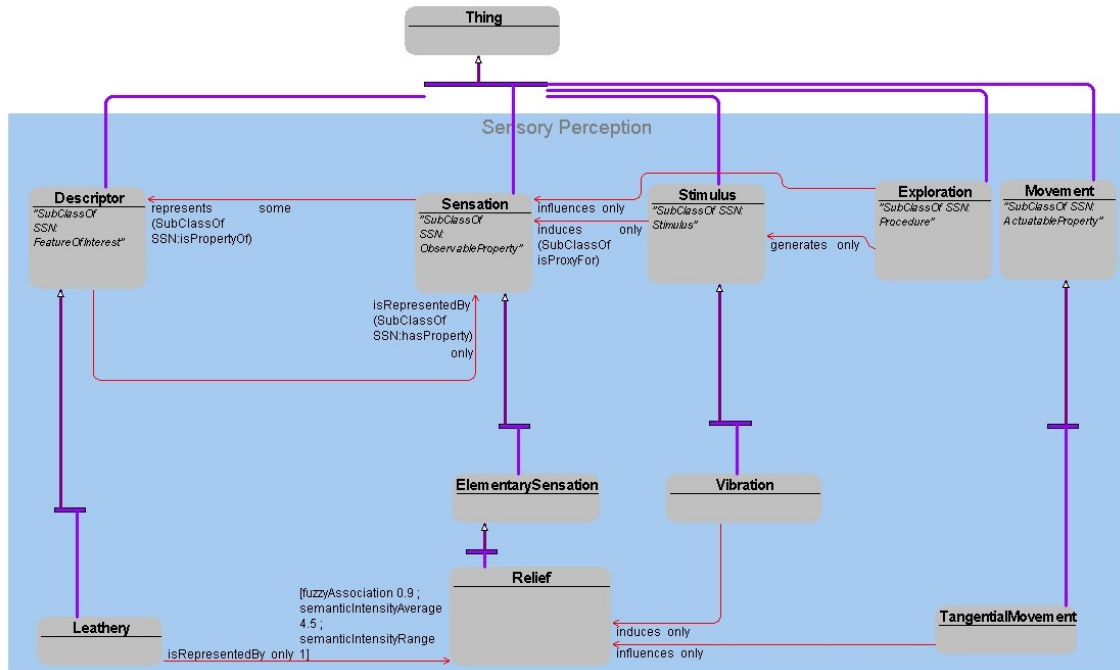 Thing
Sensory Perception
Descriptor
"SubClassOf
SSN:
FeatureOfInterest"
represents some
(SubClassOf
SSN:isPropertyOf)
Sensation
"SubClassOf
SSN:
ObservableProperty"
influences only
induces only
(SubClassOf
isProxyFor)
Stimulus
"SubClassOf SSN:
Stimulus"
generates only
Exploration
"SubClassOf SSN:
Procedure"
Movement
"SubClassOf SSN:
ActuatableProperty"
isRepresentedBy
(SubClassOf
SSN:hasProperty)
only
ElementarySensation
Vibration
Leathery
[fuzzyAssociation 0.9 ;
semanticIntensityAverage
4.5 ;
semanticIntensityRange
isRepresentedBy only 1]
Relief
induces only
influences only
TangentialMovement